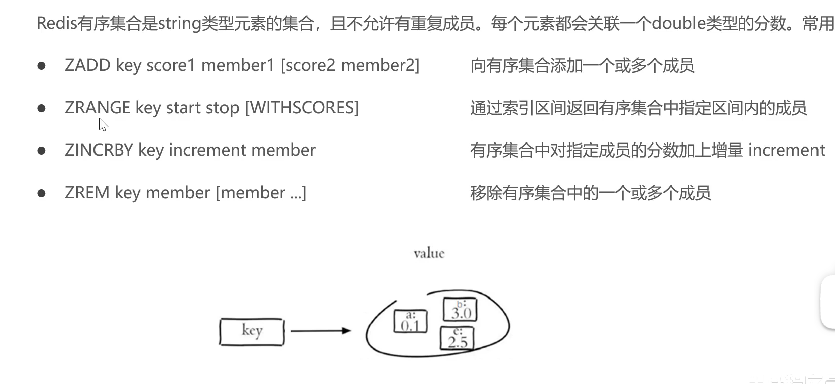 Redis有序集合是string类型元素的集合，且不允许有重复成员。每个元素都会关联一个double类型的分数。常用
● ZADD key score1 member1 [score2 member2] 向有序集合添加一个或多个成员
● ZRANGE key start stop [WITHSCORES] 通过索引区间返回有序集合中指定区间内的成员
● ZINCRBY key increment member 有序集合中对指定成员的分数加上增量 increment
● ZREM key member [member ...] 移除有序集合中的一个或多个成员
value
key
a:
0.1
b:
3.0
c:
2.5